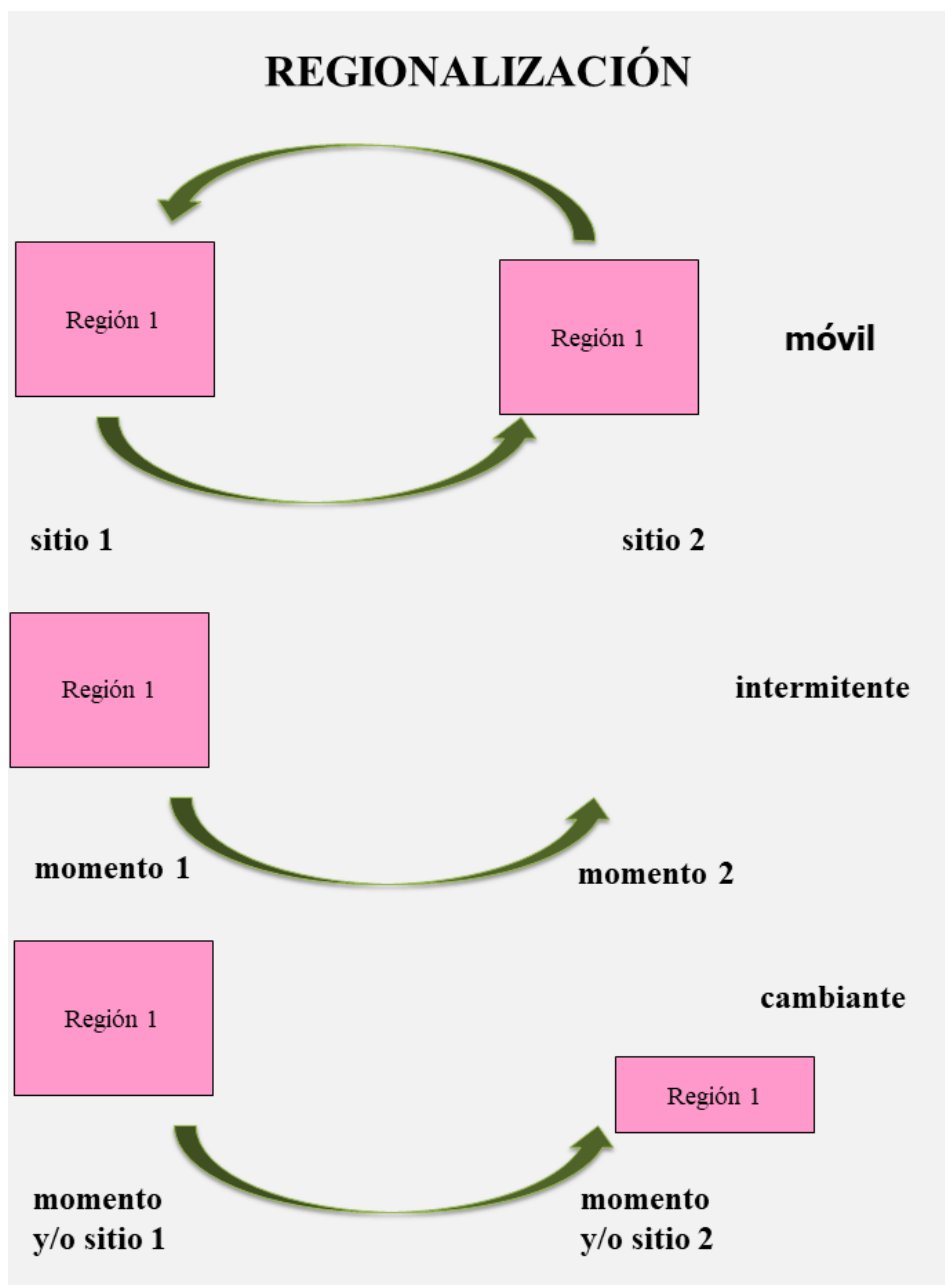 REGIONALIZACIÓN
Región 1
Región 1
móvil
sitio 1
sitio 2
Región 1
intermitente
momento 1
momento 2
Región 1
cambiante
Región 1
momento
y/o sitio 1
momento
y/o sitio 2